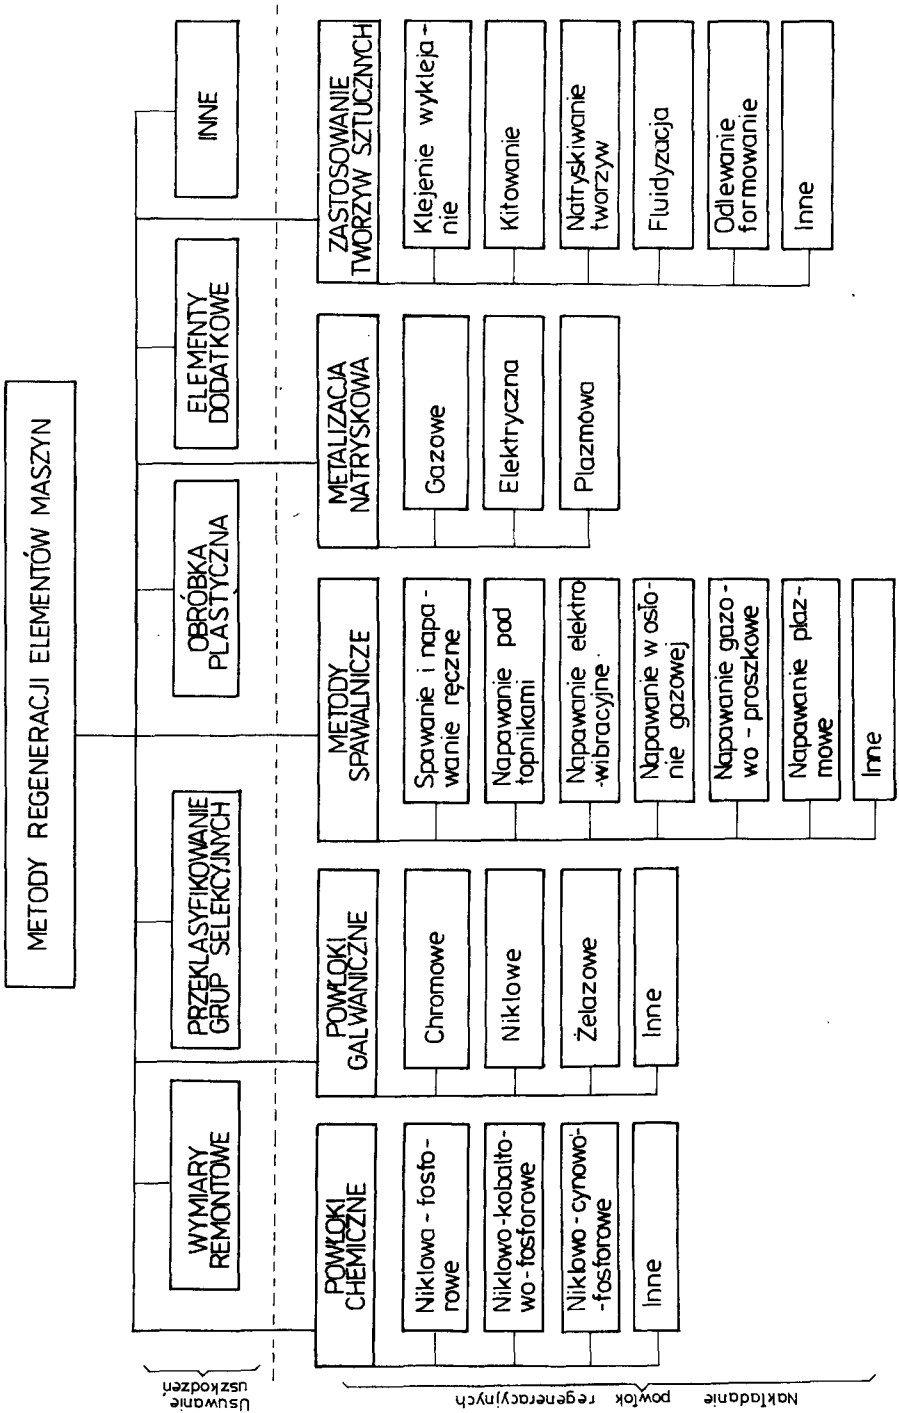 METODY REGENERACJI ELEMENTÓW MASZYN
Usuwanie
uszkodzeń
WYMIARY
REMONTOWE
PRZEKLASYFIKOWANIE
GRUP SELEKCYJNYCH
OBRÓBKA
PLASTYCZNA
ELEMENTY
DODATKOWE
INNE
Nakładanie powłok regeneracyjnych
POWŁOKI
CHEMICZNE
Niklowa-fosfo-
rowe
Niklowo-kobalto-
wo-fosforowe
Niklowo-cynowo-
-fosforowe
Inne
POWŁOKI
GALWANICZNE
Chromowe
Niklowe
Żelazowe
Inne
METODY
SPAWALNICZE
Spawanie i napa-
wanie ręczne
Napawanie pod
topnikami
Napawanie elektro
-wibracyjne
Napawanie w osło-
nie gazowej
Napawanie gazo-
wo-proszkowe
Napawanie plaz-
mowe
Inne
METALIZACJA
NATRYSKOWA
Gazowe
Elektryczna
Plazmowa
ZASTOSOWANIE
TWORZYW SZTUCZNYCH
Klejenie wykleja-
nie
Kitowanie
Natryskiwanie
tworzyw
Fluidyzacja
Odlewanie
formowanie
Inne